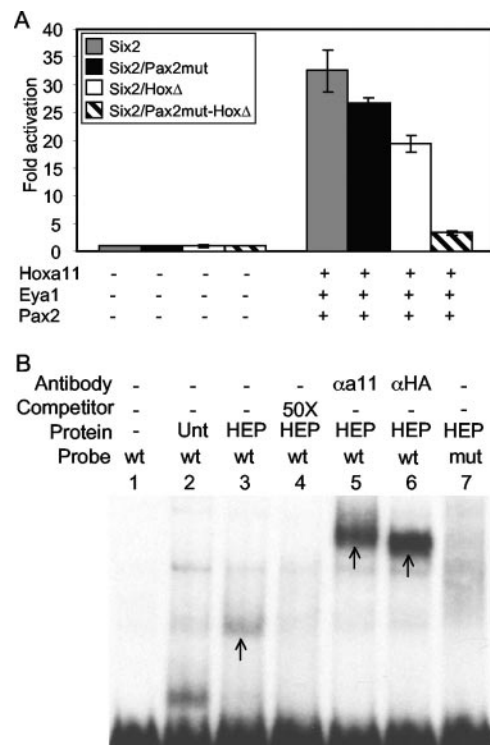 A
Six2
Six2/Pax2mut
Six2/HoxΔ
Six2/Pax2mut-HoxΔ
Fold activation
40
35
30
25
20
15
10
5
0
Hoxa11 - - - - + + + +
Eya1 - - - - + + + +
Pax2 - - - - + + + +
B
Antibody - - - - αa11 αHA -
Competitor - - - 50X - - -
Protein - Unt HEP HEP HEP HEP HEP
Probe wt wt wt wt wt wt mut
1 2 3 4 5 6 7